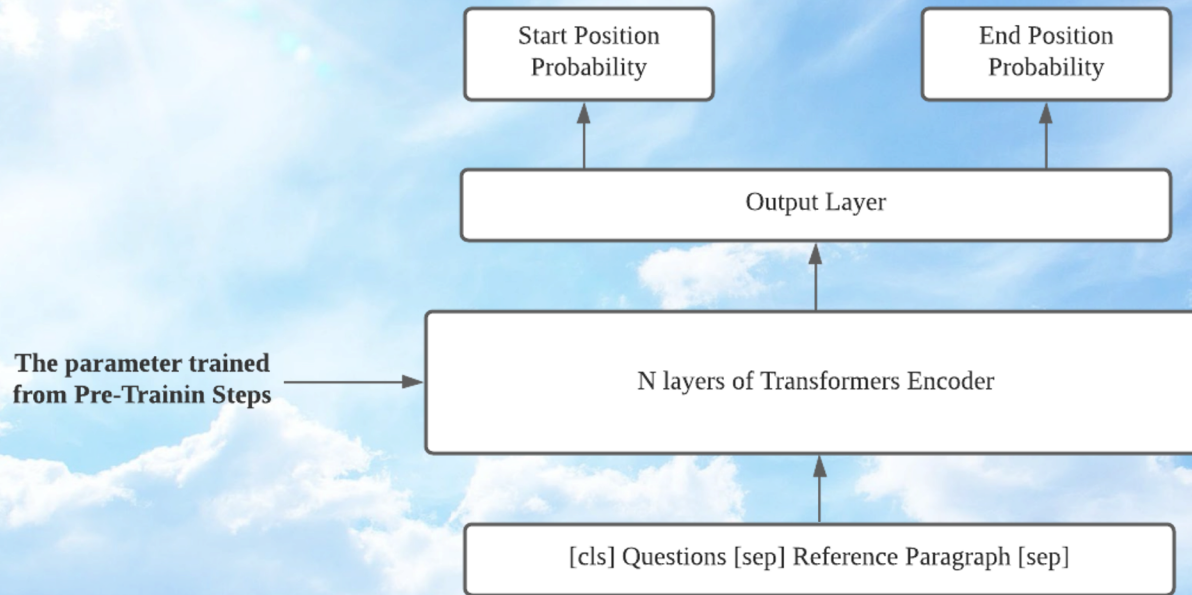 Start Position
Probability
End Position
Probability
Output Layer
The parameter trained
from Pre-Trainin Steps
N layers of Transformers Encoder
[cls] Questions [sep] Reference Paragraph [sep]